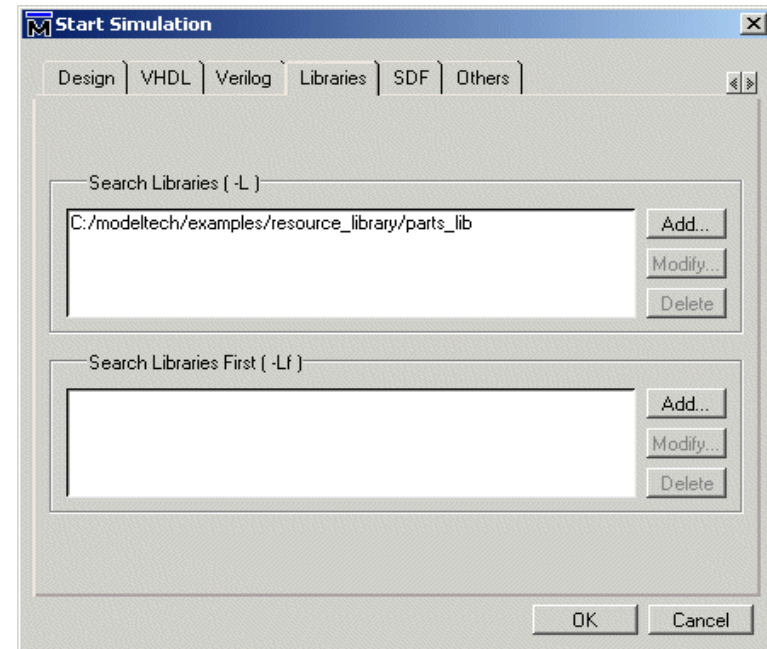 Start Simulation
Design VHDL Verilog Libraries SDF Others
Search Libraries ( -L )
C:/modeltech/examples/resource_library/parts_lib
Add...
Modify...
Delete
Search Libraries First ( -Lf )
Add...
Modify...
Delete
OK Cancel